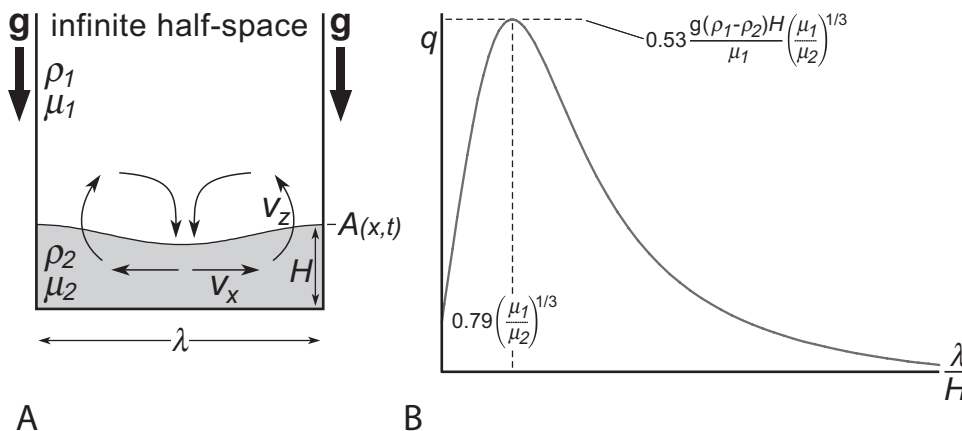 g infinite half-space g
ρ1
μ1
vz
A(x,t)
ρ2
μ2
vx
H
λ
A
q
0.53 g(ρ1-ρ2)H/μ1 (μ1/μ2)^1/3
0.79 (μ1/μ2)^1/3
λ/H
B